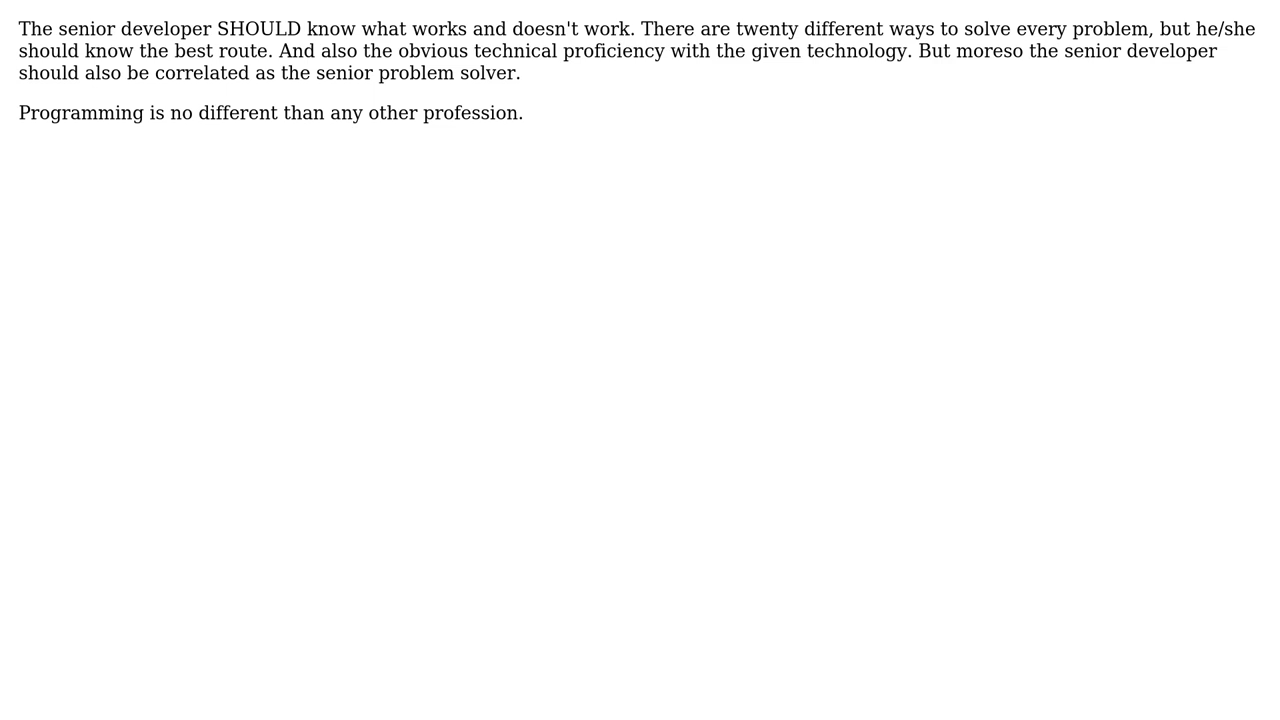 The senior developer SHOULD know what works and doesn't work. There are twenty different ways to solve every problem, but he/she
should know the best route. And also the obvious technical proficiency with the given technology. But moreso the senior developer
should also be correlated as the senior problem solver.
Programming is no different than any other profession.